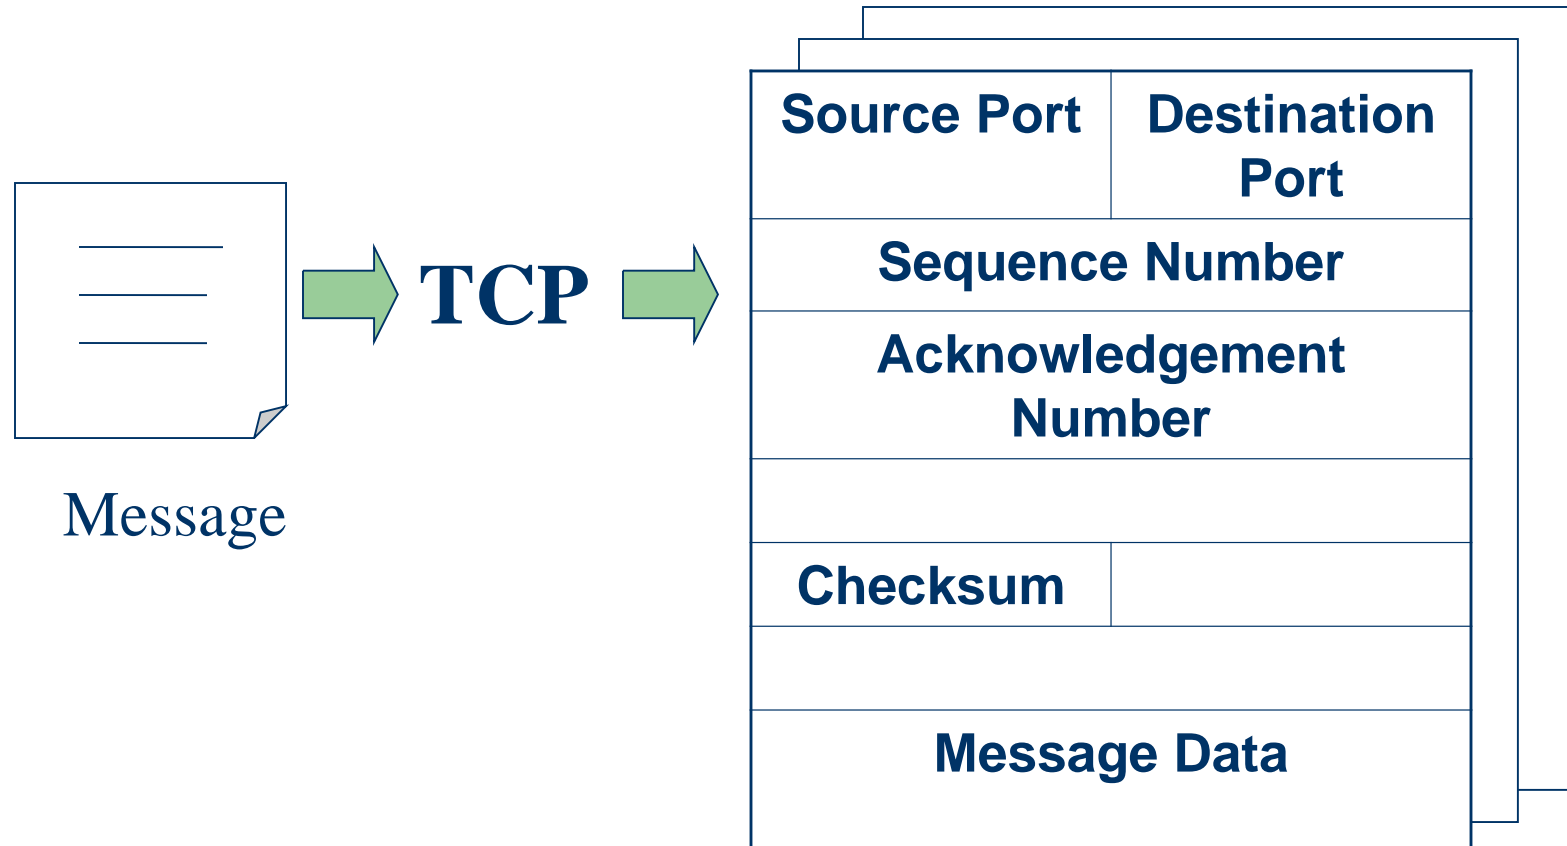 Message
TCP
Source Port
Destination
Port
Sequence Number
Acknowledgement
Number
Checksum
Message Data